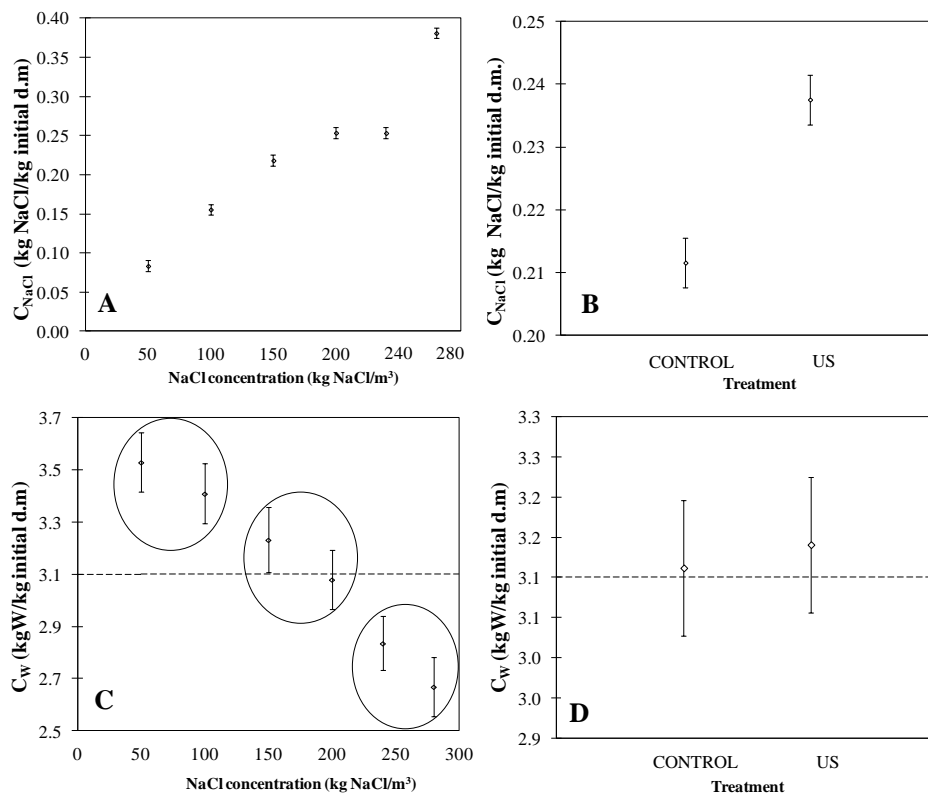 C_NaCl (kg NaCl/kg initial d.m)
0.40
0.35
0.30
0.25
0.20
0.15
0.10
0.05
0.00
A
0 50 100 150 200 240 280
NaCl concentration (kg NaCl/m³)
C_NaCl (kg NaCl/kg initial d.m.)
0.25
0.24
0.23
0.22
0.21
0.20
B
CONTROL US
Treatment
C_W (kgW/kg initial d.m)
3.7
3.5
3.3
3.1
2.9
2.7
2.5
C
0 50 100 150 200 250 300
NaCl concentration (kg NaCl/m³)
C_W (kgW/kg initial d.m)
3.3
3.3
3.2
3.2
3.1
3.1
3.0
3.0
2.9
D
CONTROL US
Treatment